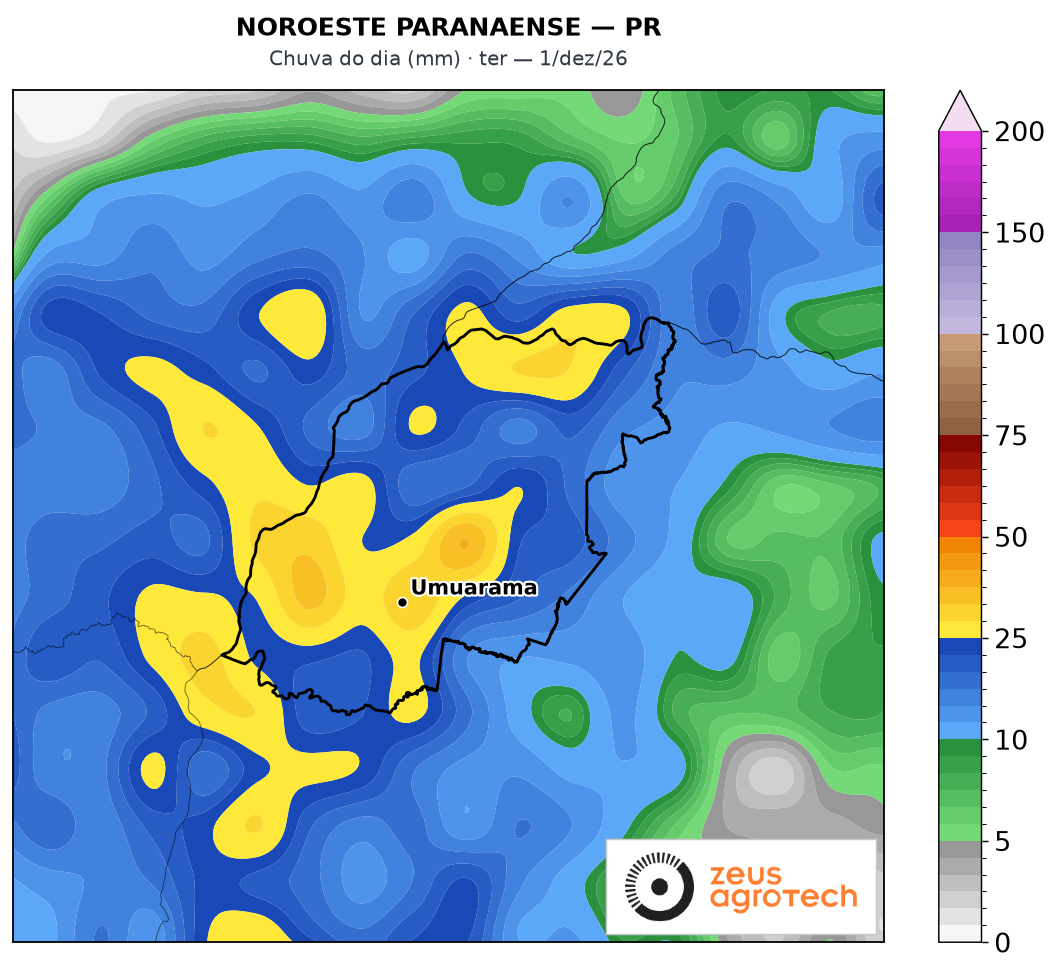 NOROESTE PARANAENSE — PR
Chuva do dia (mm) · ter — 1/dez/26
200
150
100
75
50
25
10
5
0
Umuarama
zeus
agrotech